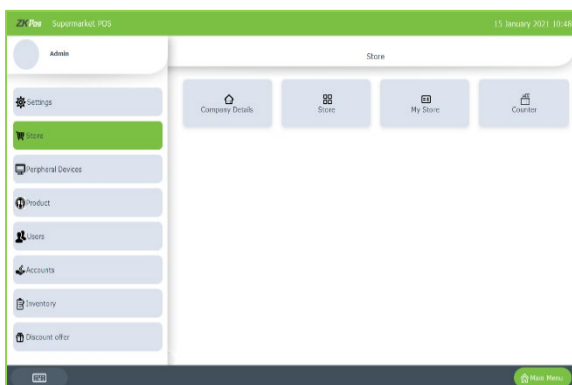 ZKPos Supermarket POS 15 January 2021 10:48
Admin
Store
Settings
Store
Peripheral Devices
Product
Users
Accounts
Inventory
Discount offer
Company Details
Store
My Store
Counter
Main Menu